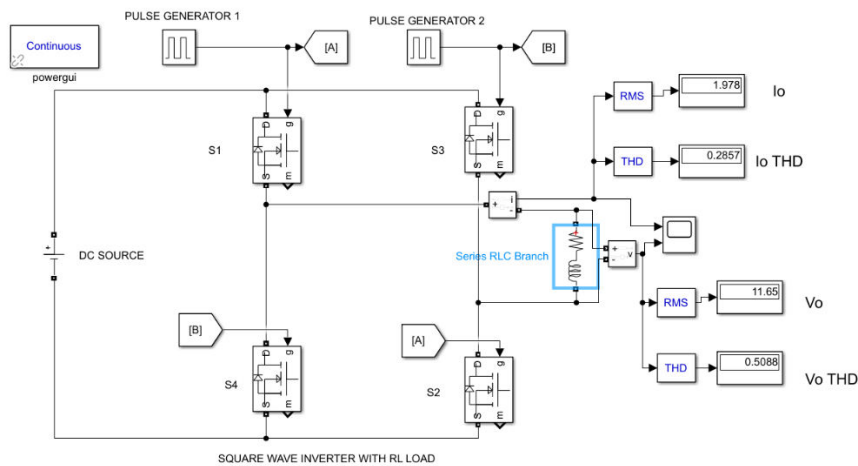 PULSE GENERATOR 1
PULSE GENERATOR 2
Continuous
powergui
[A]
[B]
RMS
1.978
Io
D
g
S
m
S1
D
g
S
m
S3
THD
0.2857
Io THD
+
i
-
DC SOURCE
+
Series RLC Branch
+
+
-
v
RMS
11.65
Vo
[B]
[A]
D
g
S
m
S4
D
g
S
m
S2
THD
0.5088
Vo THD
SQUARE WAVE INVERTER WITH RL LOAD